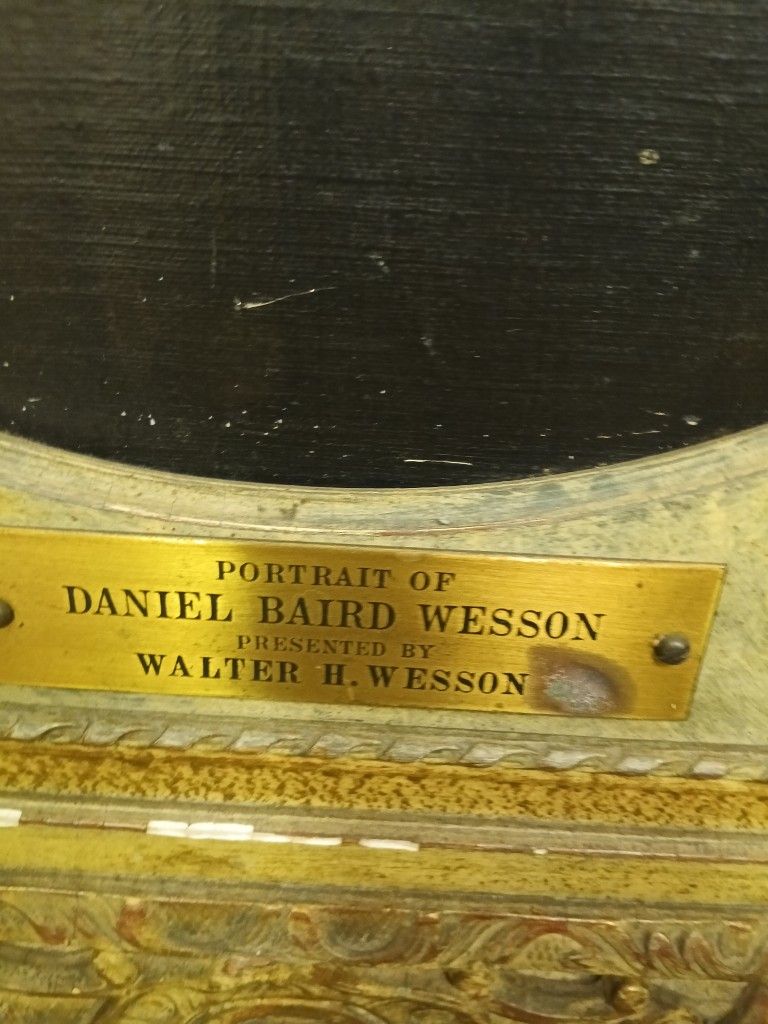 PORTRAIT OF
DANIEL BAIRD WESSON
PRESENTED BY
WALTER H. WESSON